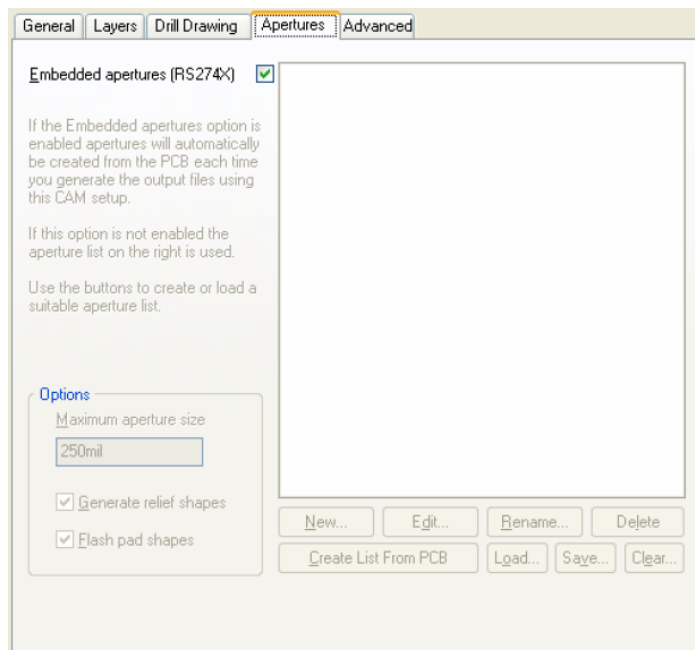 General Layers Drill Drawing Apertures Advanced
Embedded apertures (RS274X)
If the Embedded apertures option is
enabled apertures will automatically
be created from the PCB each time
you generate the output files using
this CAM setup.
If this option is not enabled the
aperture list on the right is used.
Use the buttons to create or load a
suitable aperture list.
Options
Maximum aperture size
250mil
Generate relief shapes
Flash pad shapes
New... Edit... Rename... Delete
Create List From PCB Load... Save... Clear...